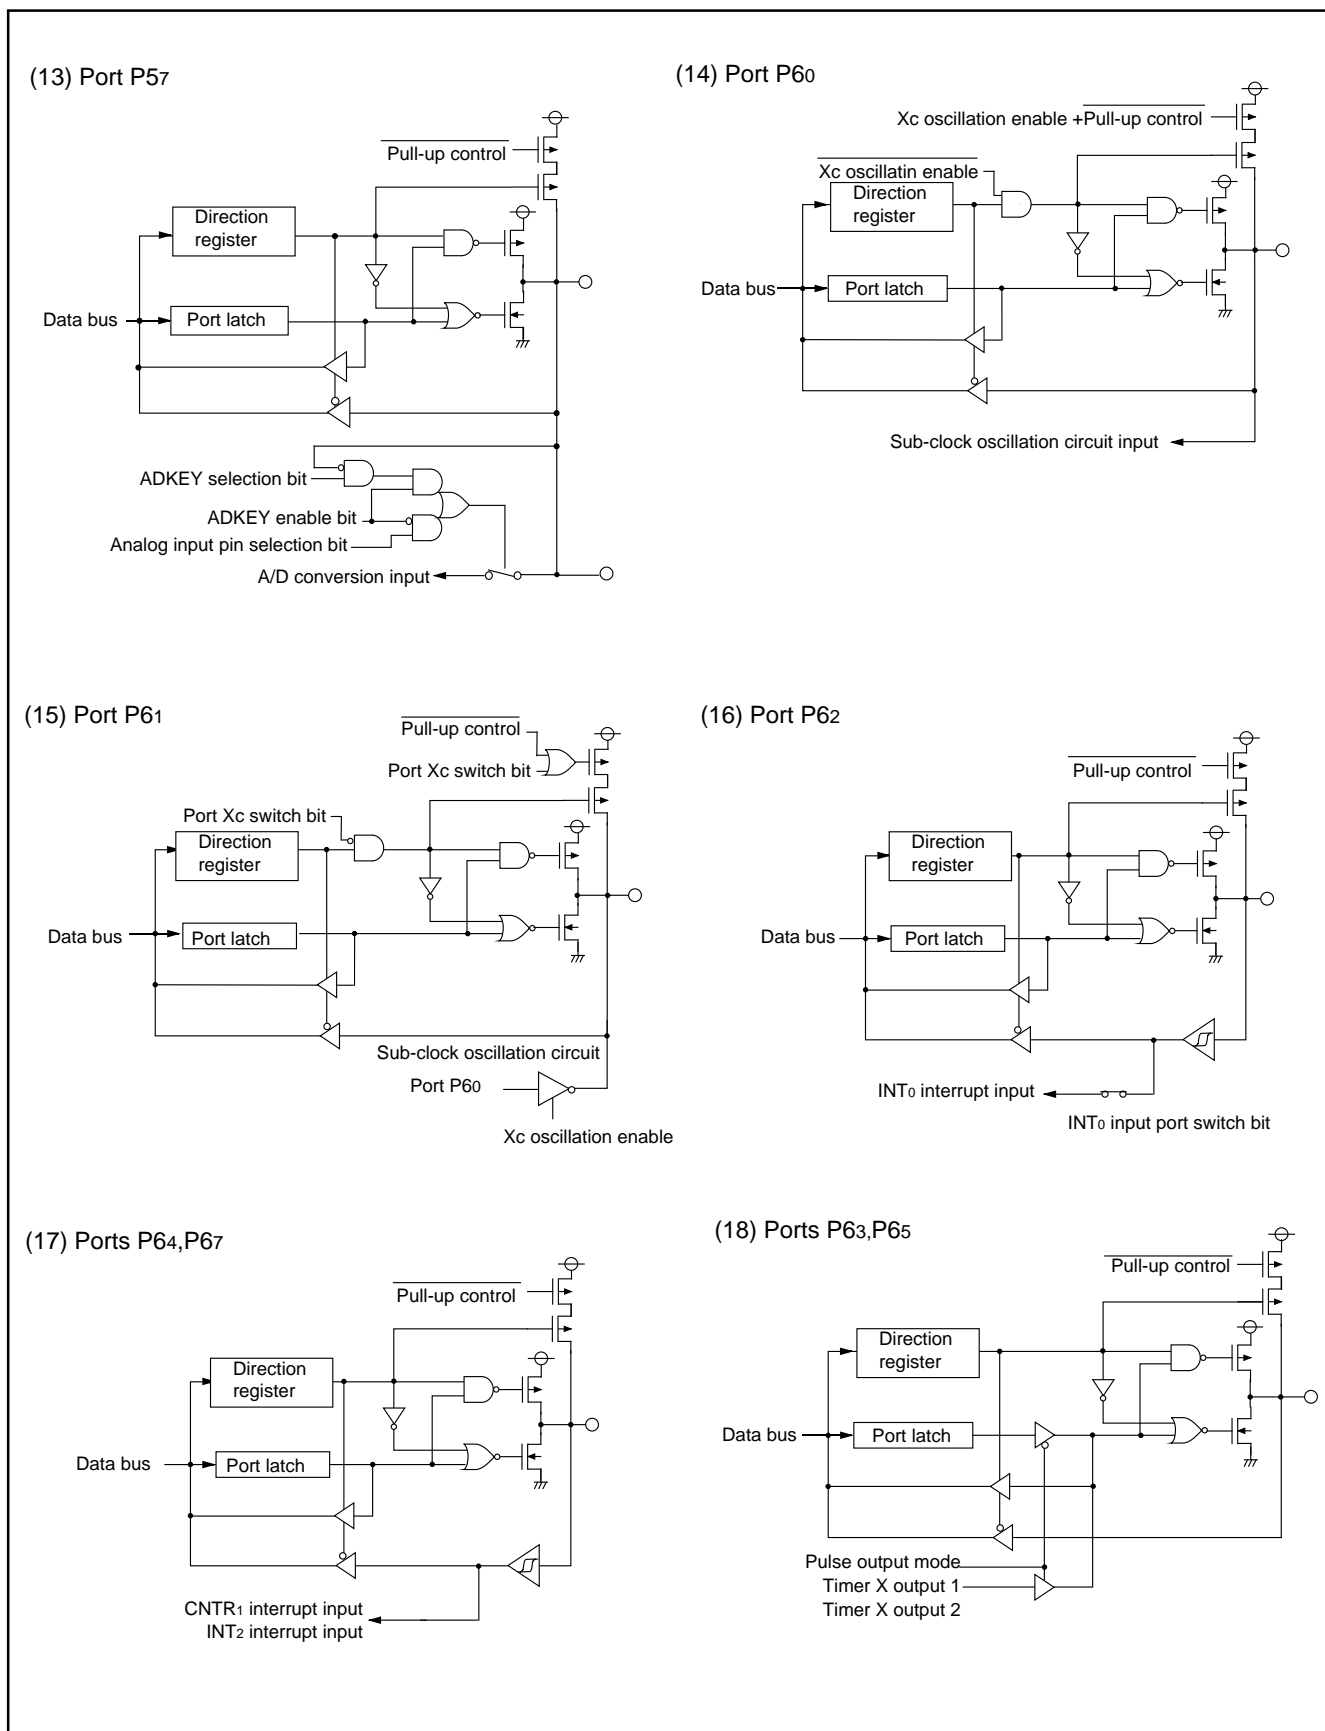 (13) Port P57
Pull-up control
Direction
register
Data bus
Port latch
ADKEY selection bit
ADKEY enable bit
Analog input pin selection bit
A/D conversion input
(14) Port P60
Xc oscillation enable +Pull-up control
Xc oscillatin enable
Direction
register
Data bus
Port latch
Sub-clock oscillation circuit input
(15) Port P61
Pull-up control
Port Xc switch bit
Port Xc switch bit
Direction
register
Data bus
Port latch
Sub-clock oscillation circuit
Port P60
Xc oscillation enable
(16) Port P62
Pull-up control
Direction
register
Data bus
Port latch
INT0 interrupt input
INT0 input port switch bit
(17) Ports P64,P67
Pull-up control
Direction
register
Data bus
Port latch
CNTR1 interrupt input
INT2 interrupt input
(18) Ports P63,P65
Pull-up control
Direction
register
Data bus
Port latch
Pulse output mode
Timer X output 1
Timer X output 2